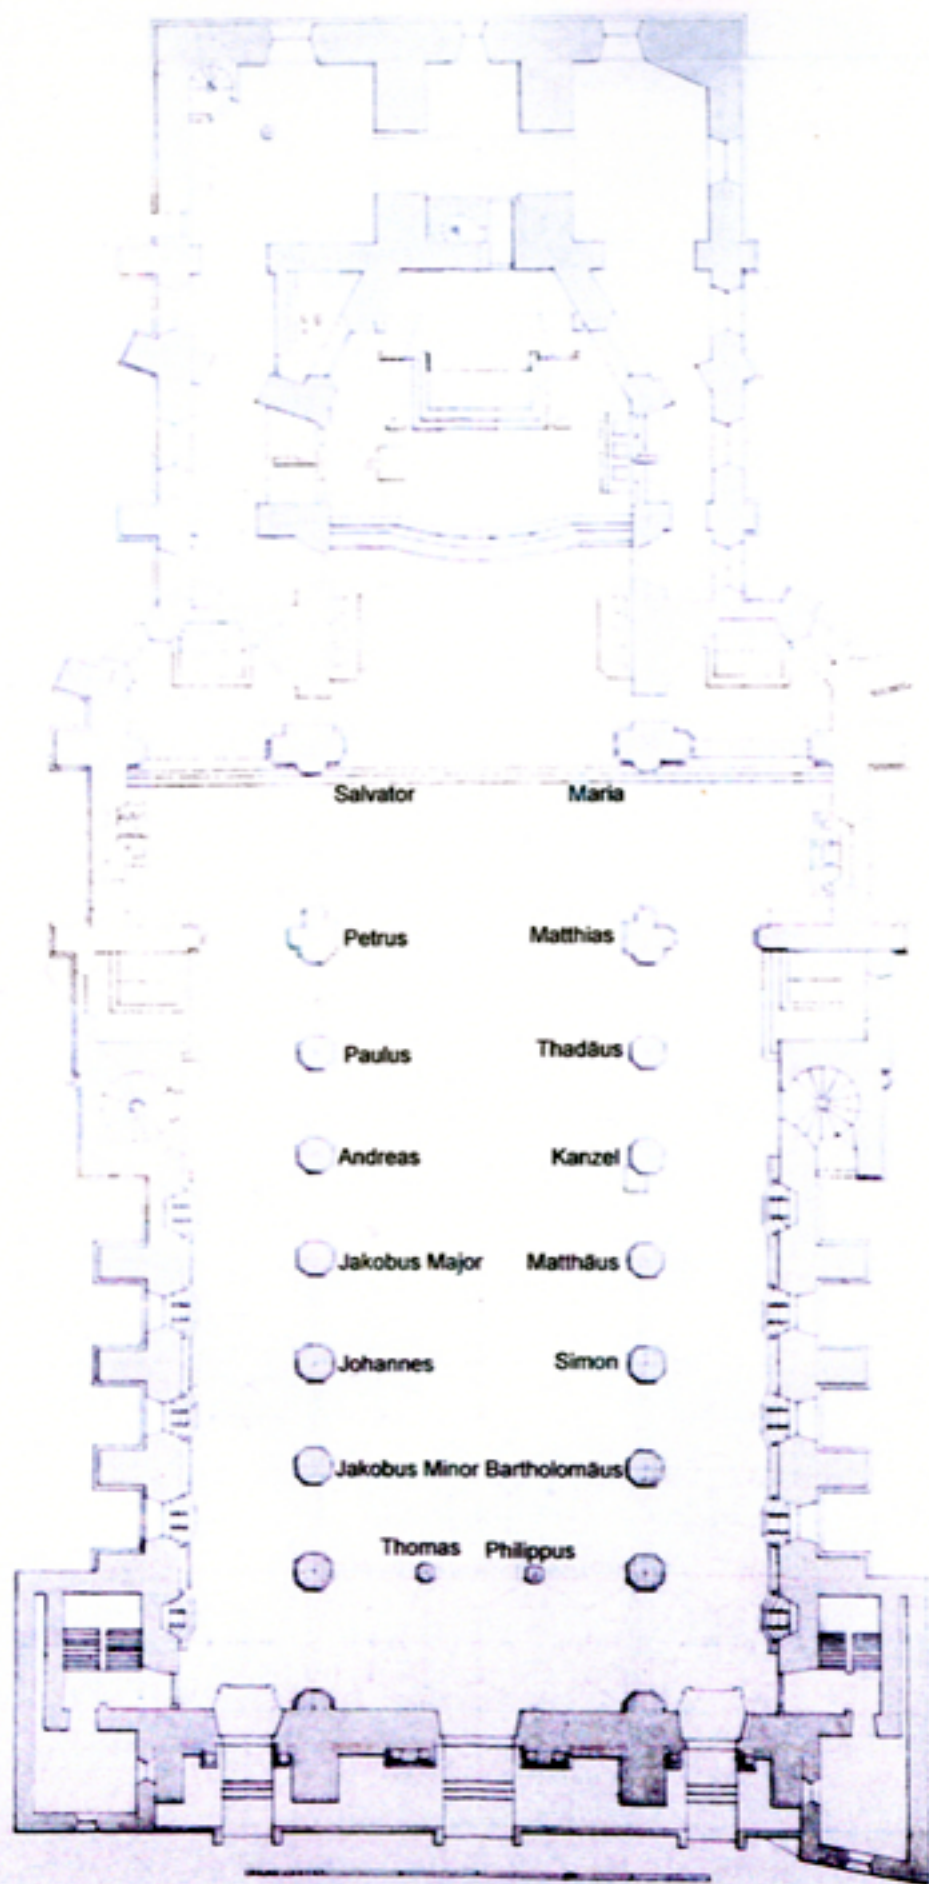 Salvator Maria
Petrus Matthias
Paulus Thadäus
Andreas Kanzel
Jakobus Major Matthäus
Johannes Simon
Jakobus Minor Bartholomäus
Thomas Philippus